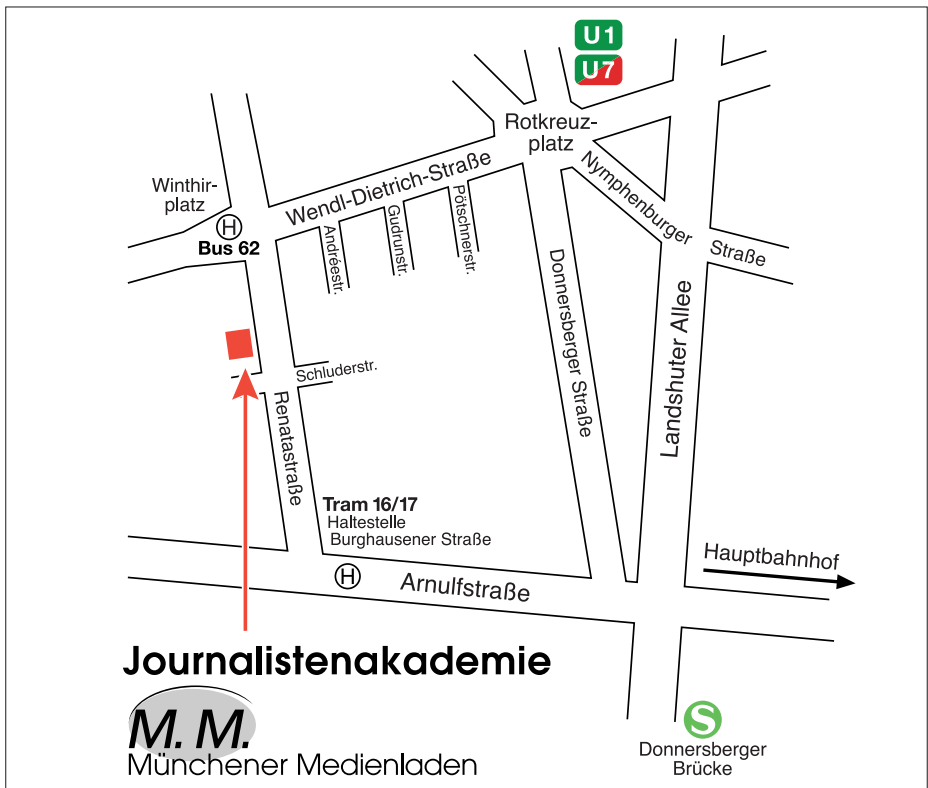 U1
U7
Rotkreuz-
platz
Wendl-Dietrich-Straße
Nymphenburger Straße
Winthir-
platz
H
Bus 62
Andréestr.
Gudrunstr.
Pötschnerstr.
Donnersberger Straße
Landshuter Allee
Schluderstr.
Renatastraße
Tram 16/17
Haltestelle
Burghausener Straße
H
Arnulfstraße
Hauptbahnhof
Journalistenakademie
M. M.
Münchener Medienladen
S
Donnersberger
Brücke